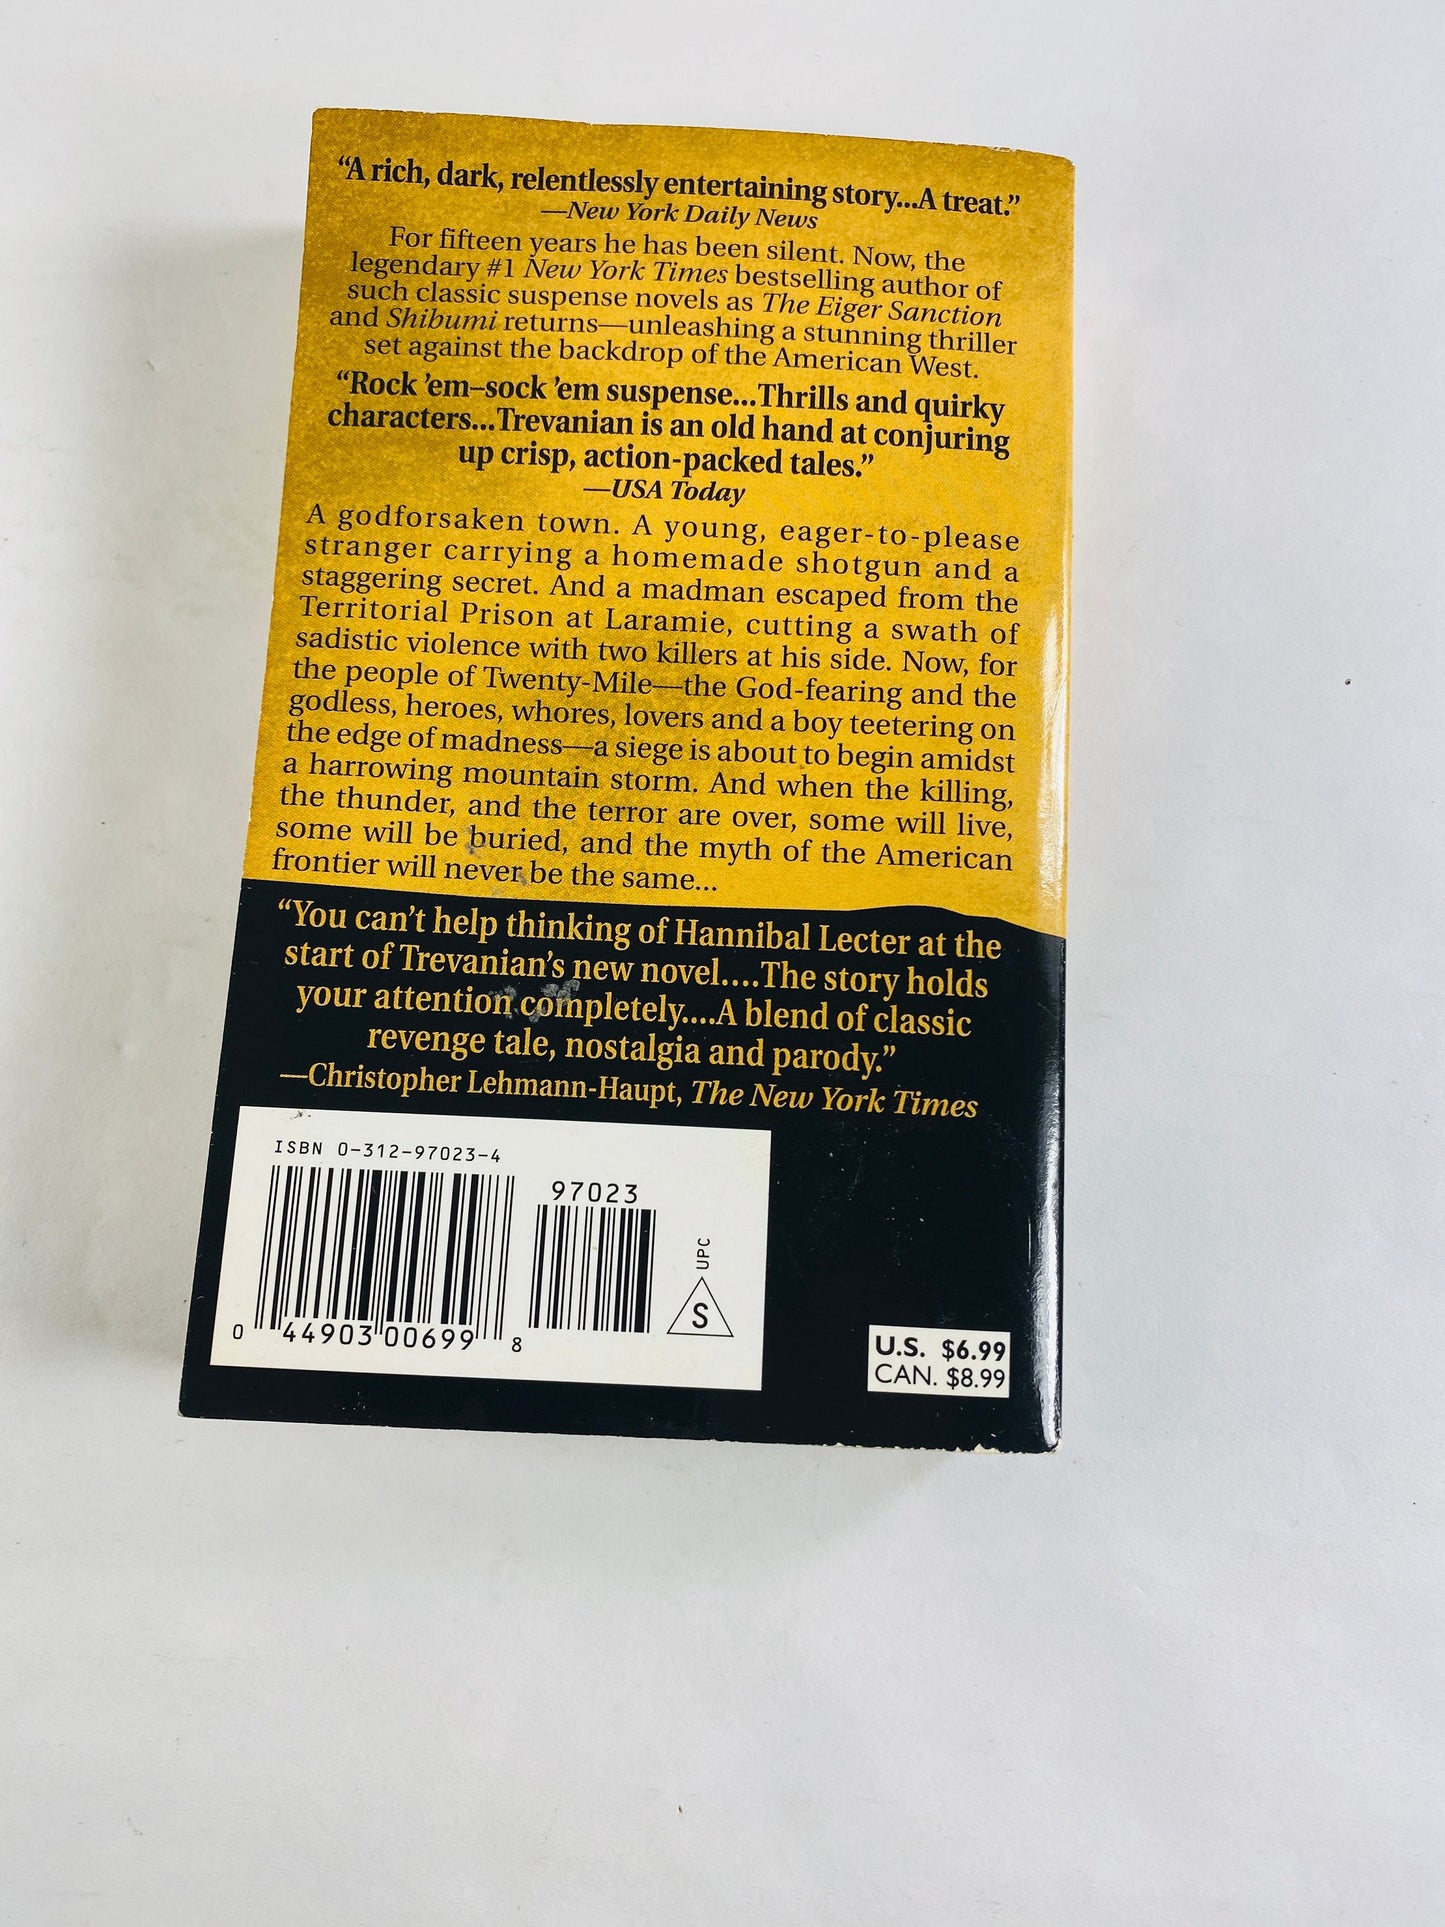 “A rich, dark, relentlessly entertaining story...A treat.”
—New York Daily News
For fifteen years he has been silent. Now, the
legendary #1 New York Times bestselling author of
such classic suspense novels as The Eiger Sanction
and Shibumi returns—unleashing a stunning thriller
set against the backdrop of the American West.
“Rock ’em–sock ’em suspense...Thrills and quirky
characters...Trevanian is an old hand at conjuring
up crisp, action-packed tales.”
—USA Today
A godforsaken town. A young, eager-to-please
stranger carrying a homemade shotgun and a
staggering secret. And a madman escaped from the
Territorial Prison at Laramie, cutting a swath of
sadistic violence with two killers at his side. Now, for
the people of Twenty-Mile—the God-fearing and the
godless, heroes, whores, lovers and a boy teetering on
the edge of madness—a siege is about to begin amidst
a harrowing mountain storm. And when the killing,
the thunder, and the terror are over, some will live,
some will be buried, and the myth of the American
frontier will never be the same...
“You can’t help thinking of Hannibal Lecter at the
start of Trevanian’s new novel....The story holds
your attention completely....A blend of classic
revenge tale, nostalgia and parody.”
—Christopher Lehmann-Haupt, The New York Times
ISBN 0-312-97023-4
97023
UPC
S
0 44903 00699 8
U.S. $6.99
CAN. $8.99